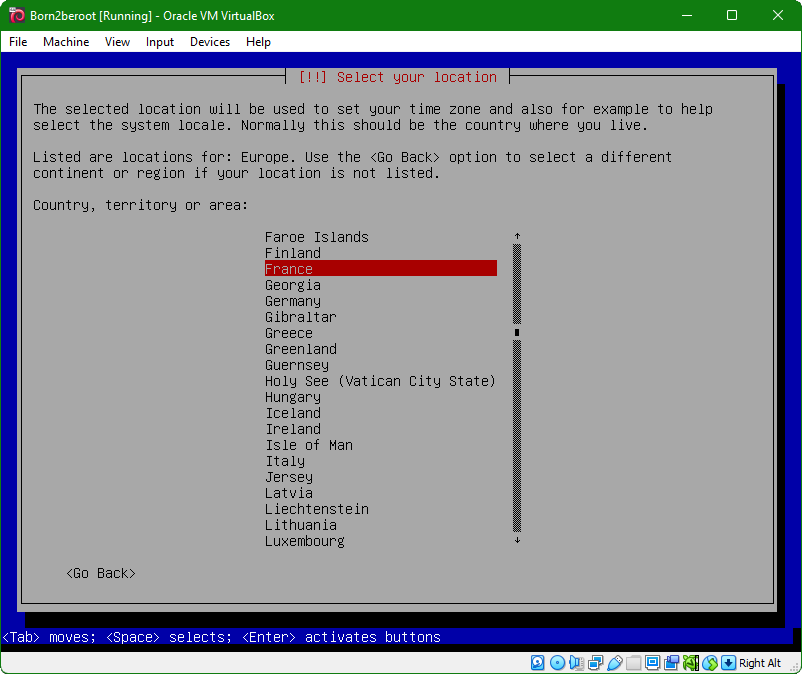 Born2beroot [Running] - Oracle VM VirtualBox
File Machine View Input Devices Help
[!!] Select your location
The selected location will be used to set your time zone and also for example to help
select the system locale. Normally this should be the country where you live.
Listed are locations for: Europe. Use the <Go Back> option to select a different
continent or region if your location is not listed.
Country, territory or area:
Faroe Islands
Finland
France
Georgia
Germany
Gibraltar
Greece
Greenland
Guernsey
Holy See (Vatican City State)
Hungary
Iceland
Ireland
Isle of Man
Italy
Jersey
Latvia
Liechtenstein
Lithuania
Luxembourg
<Go Back>
<Tab> moves; <Space> selects; <Enter> activates buttons
Right Alt